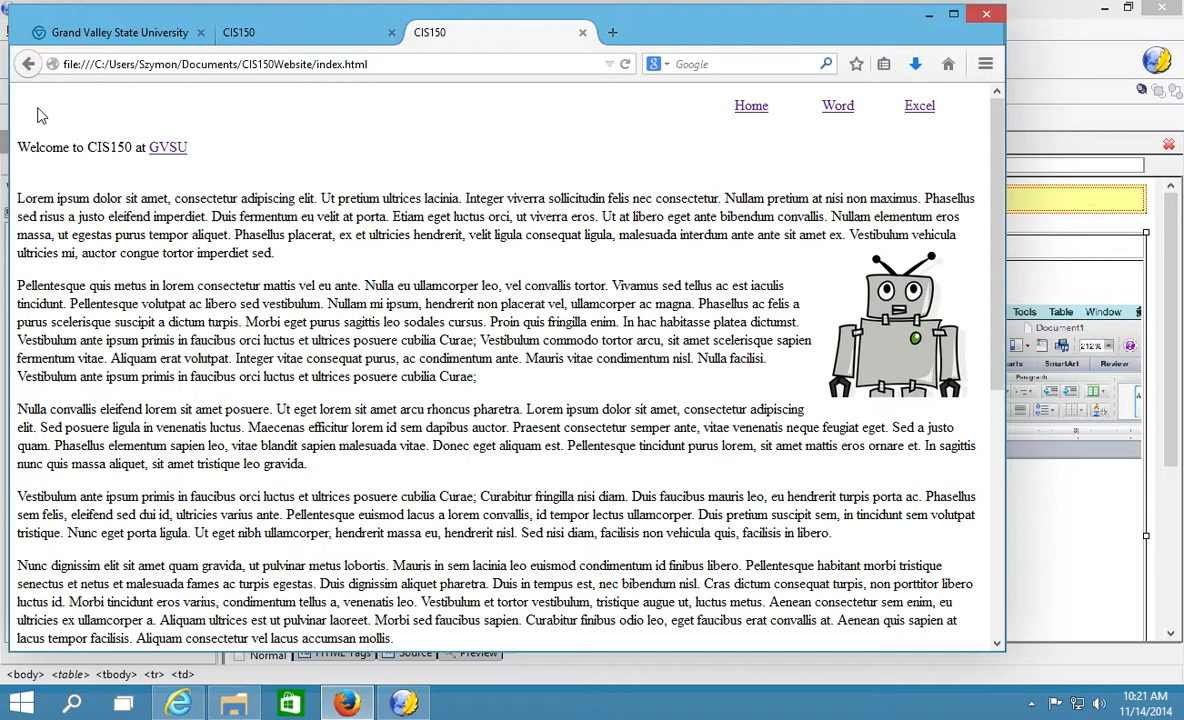 Grand Valley State University
CIS150
CIS150
file:///C:/Users/Szymon/Documents/CIS150Website/index.html
Google
Home Word Excel
Welcome to CIS150 at GVSU
Lorem ipsum dolor sit amet, consectetur adipiscing elit. Ut pretium ultrices lacinia. Integer viverra sollicitudin felis nec consectetur. Nullam pretium at nisi non maximus. Phasellus
sed risus a justo eleifend imperdiet. Duis fermentum eu velit at porta. Etiam eget luctus orci, ut viverra eros. Ut at libero eget ante bibendum convallis. Nullam elementum eros
massa, ut egestas purus tempor aliquet. Phasellus placerat, ex et ultricies hendrerit, velit ligula consequat ligula, malesuada interdum ante ante sit amet ex. Vestibulum vehicula
ultricies mi, auctor congue tortor imperdiet sed.
Pellentesque quis metus in lorem consectetur mattis vel eu ante. Nulla eu ullamcorper leo, vel convallis tortor. Vivamus sed tellus ac est iaculis
tincidunt. Pellentesque volutpat ac libero sed vestibulum. Nullam mi ipsum, hendrerit non placerat vel, ullamcorper ac magna. Phasellus ac felis a
purus scelerisque suscipit a dictum turpis. Morbi eget purus sagittis leo sodales cursus. Proin quis fringilla enim. In hac habitasse platea dictumst.
Vestibulum ante ipsum primis in faucibus orci luctus et ultrices posuere cubilia Curae; Vestibulum commodo tortor arcu, sit amet scelerisque sapien
fermentum vitae. Aliquam erat volutpat. Integer vitae consequat purus, ac condimentum ante. Mauris vitae condimentum nisl. Nulla facilisi.
Vestibulum ante ipsum primis in faucibus orci luctus et ultrices posuere cubilia Curae;
Nulla convallis eleifend lorem sit amet posuere. Ut eget lorem sit amet arcu rhoncus pharetra. Lorem ipsum dolor sit amet, consectetur adipiscing
elit. Sed posuere ligula in venenatis luctus. Maecenas efficitur lorem id sem dapibus auctor. Praesent consectetur semper ante, vitae venenatis neque feugiat eget. Sed a justo
quam. Phasellus elementum sapien leo, vitae blandit sapien malesuada vitae. Donec eget aliquam est. Pellentesque tincidunt purus lorem, sit amet mattis eros ornare et. In sagittis
nunc quis massa aliquet, sit amet tristique leo gravida.
Vestibulum ante ipsum primis in faucibus orci luctus et ultrices posuere cubilia Curae; Curabitur fringilla nisi diam. Duis faucibus mauris leo, eu hendrerit turpis porta ac. Phasellus
sem felis, eleifend sed dui id, ultricies varius ante. Pellentesque euismod lacus a lorem convallis, id tempor lectus ullamcorper. Duis pretium suscipit sem, in tincidunt sem volutpat
tristique. Nunc eget porta ligula. Ut eget nibh ullamcorper, hendrerit massa eu, hendrerit nisl. Sed nisi diam, facilisis non vehicula quis, facilisis in libero.
Nunc dignissim elit sit amet quam gravida, ut pulvinar metus lobortis. Mauris in sem lacinia leo euismod condimentum id finibus libero. Pellentesque habitant morbi tristique
senectus et netus et malesuada fames ac turpis egestas. Duis dignissim aliquet pharetra. Duis in tempus est, nec bibendum nisl. Cras dictum consequat turpis, non porttitor libero
luctus id. Morbi tincidunt eros varius, condimentum tellus a, venenatis leo. Vestibulum et tortor vestibulum, tristique augue ut, luctus metus. Aenean consectetur sem enim, eu
ultricies ex ullamcorper a. Aliquam ultrices est ut pulvinar laoreet. Morbi sed faucibus sapien. Curabitur finibus odio leo, eget faucibus erat convallis at. Aenean quis sapien at
lacus tempor facilisis. Aliquam consectetur vel lacus accumsan mollis.
Tools Table Window
Document1
212%
SmartArt Review
Paragraph
Normal HTML Tags Source Preview
<body> <table> <tbody> <tr> <td>
10:21 AM
11/14/2014